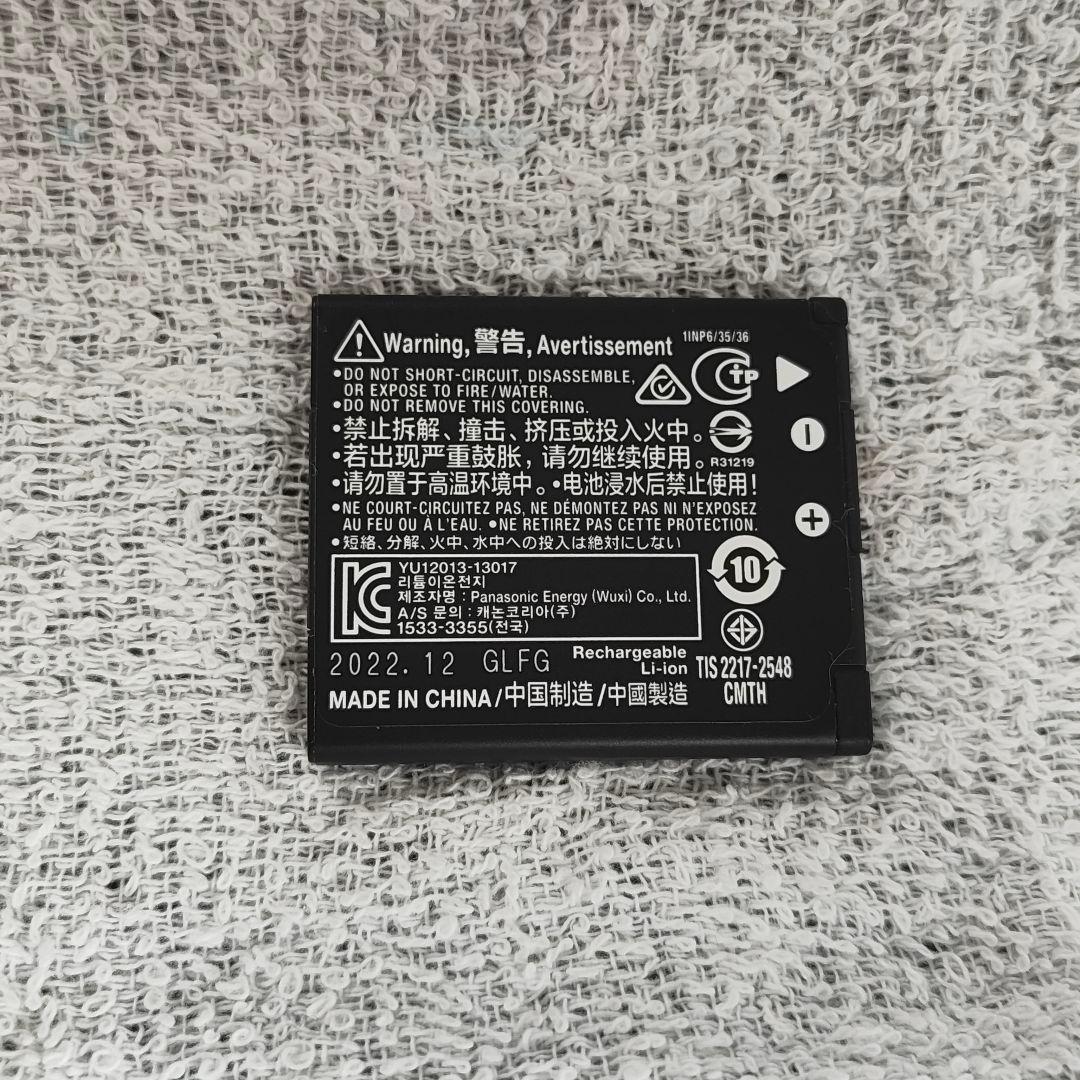 Warning, 警告, Avertissement
1INP6/35/36
•DO NOT SHORT-CIRCUIT, DISASSEMBLE,
OR EXPOSE TO FIRE/WATER.
•DO NOT REMOVE THIS COVERING.
•禁止拆解、撞击、挤压或投入火中。
•若出现严重鼓胀，请勿继续使用。
R31219
•请勿置于高温环境中。•电池浸水后禁止使用！
•NE COURT-CIRCUITEZ PAS, NE DÉMONTEZ PAS NI N'EXPOSEZ
AU FEU OU À L'EAU. •NE RETIREZ PAS CETTE PROTECTION.
•短絡、分解、火中、水中への投入は絶対にしない
YU12013-13017
리튬이온전지
제조자명 : Panasonic Energy (Wuxi) Co., Ltd.
A/S 문의 : 캐논코리아(주)
1533-3355(전국)
10
2022.12 GLFG
Rechargeable
Li-ion
TIS 2217-2548
CMTH
MADE IN CHINA/中国制造/中國製造